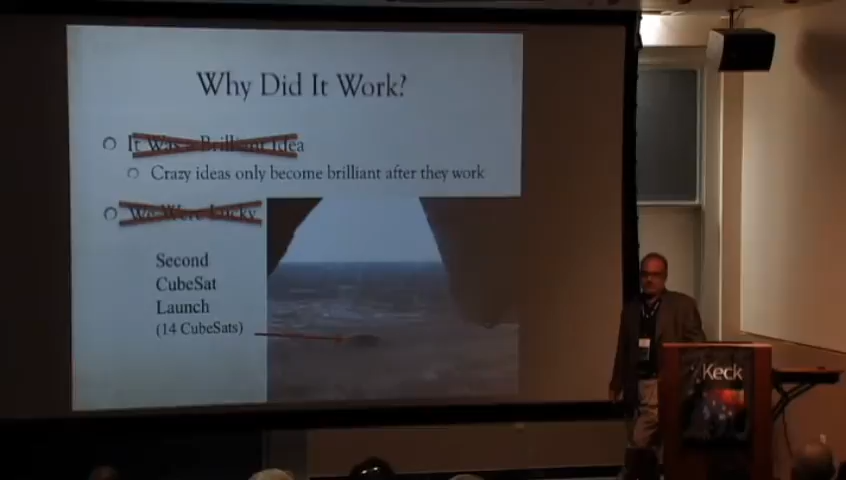 Why Did It Work?
It Was a Brilliant Idea
Crazy ideas only become brilliant after they work
We Were Lucky
Second
CubeSat
Launch
(14 CubeSats)
Keck